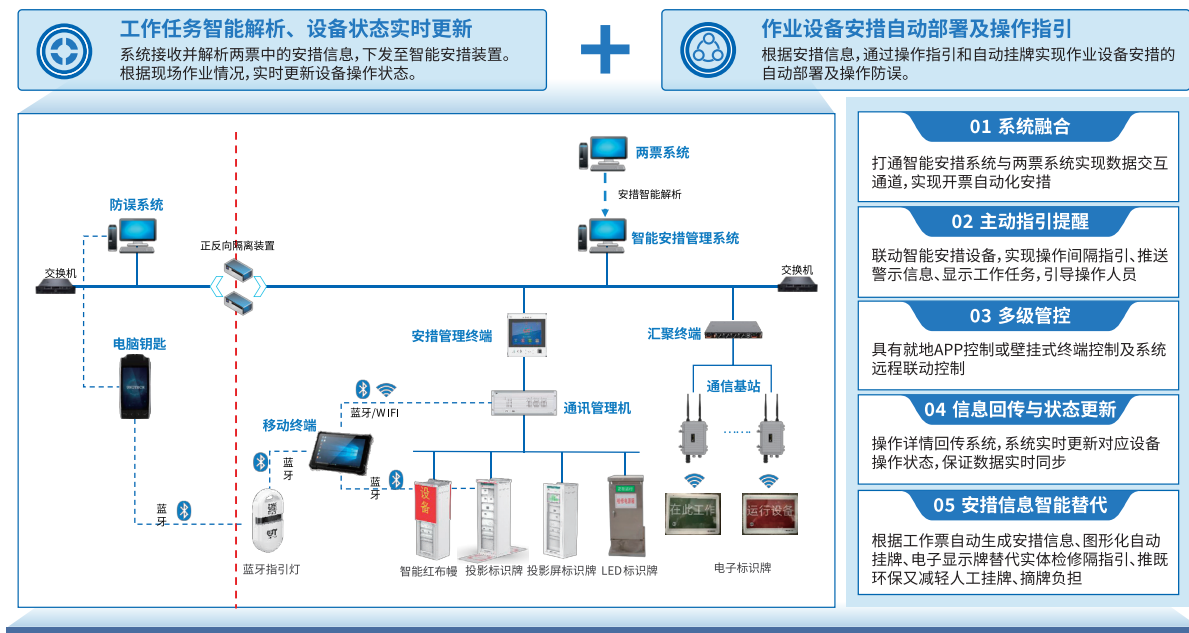 工作任务智能解析、设备状态实时更新
系统接收并解析两票中的安措信息,下发至智能安措装置。
根据现场作业情况,实时更新设备操作状态。
作业设备安措自动部署及操作指引
根据安措信息,通过操作指引和自动挂牌实现作业设备安措的
自动部署及操作防误。
两票系统
安措智能解析
防误系统
智能安措管理系统
正反向隔离装置
交换机
交换机
安措管理终端
汇聚终端
电脑钥匙
通信基站
蓝牙/WIFI
通讯管理机
移动终端
蓝
牙
蓝
牙
设
备
在此工作
运行设备
蓝
牙
蓝牙指引灯
智能红布幔
投影标识牌
投影屏标识牌
LED标识牌
电子标识牌
01 系统融合
打通智能安措系统与两票系统实现数据交互
通道,实现开票自动化安措
02 主动指引提醒
联动智能安措设备,实现操作间隔指引、推送
警示信息、显示工作任务,引导操作人员
03 多级管控
具有就地APP控制或壁挂式终端控制及系统
远程联动控制
04 信息回传与状态更新
操作详情回传系统,系统实时更新对应设备
操作状态,保证数据实时同步
05 安措信息智能替代
根据工作票自动生成安措信息、图形化自动
挂牌、电子显示牌替代实体检修隔指引、推既
环保又减轻人工挂牌、摘牌负担